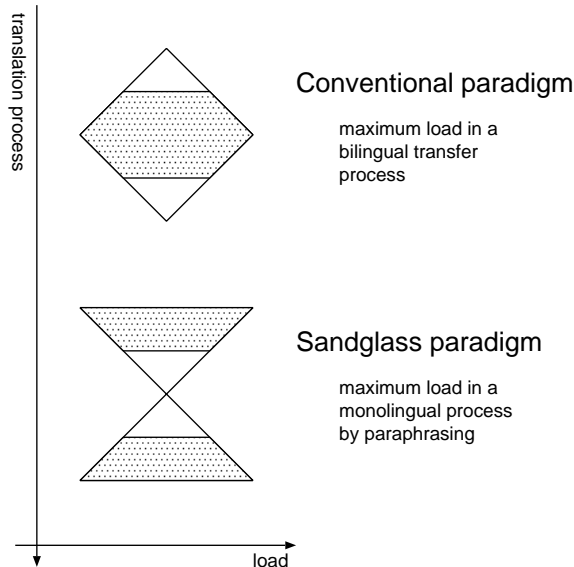 translation process
Conventional paradigm
maximum load in a
bilingual transfer
process
Sandglass paradigm
maximum load in a
monolingual process
by paraphrasing
load